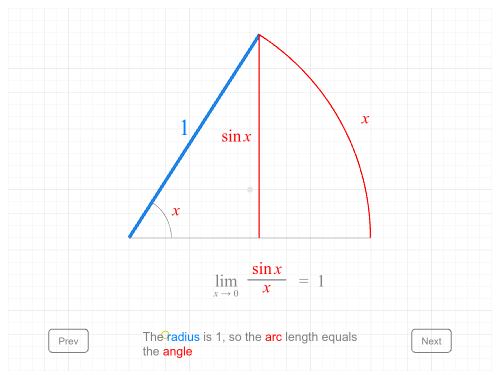 1
sin x
x
x
lim x → 0 sin x / x = 1
Prev
The radius is 1, so the arc length equals
the angle
Next